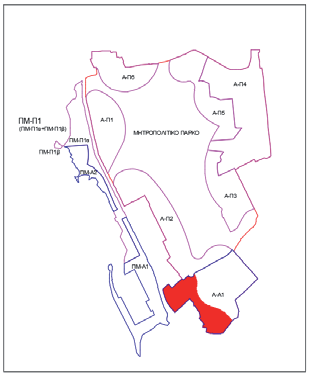 Α-Π6
Α-Π4
Α-Π1
Α-Π5
ΠΜ-Π1
(ΠΜ-Π1α+ΠΜ-Π1β)
ΜΗΤΡΟΠΟΛΙΤΙΚΟ ΠΑΡΚΟ
ΠΜ-Π1α
ΠΜ-Π1β
ΠΜ-Α2
Α-Π3
Α-Π2
ΠΜ-Α1
Α-Α1